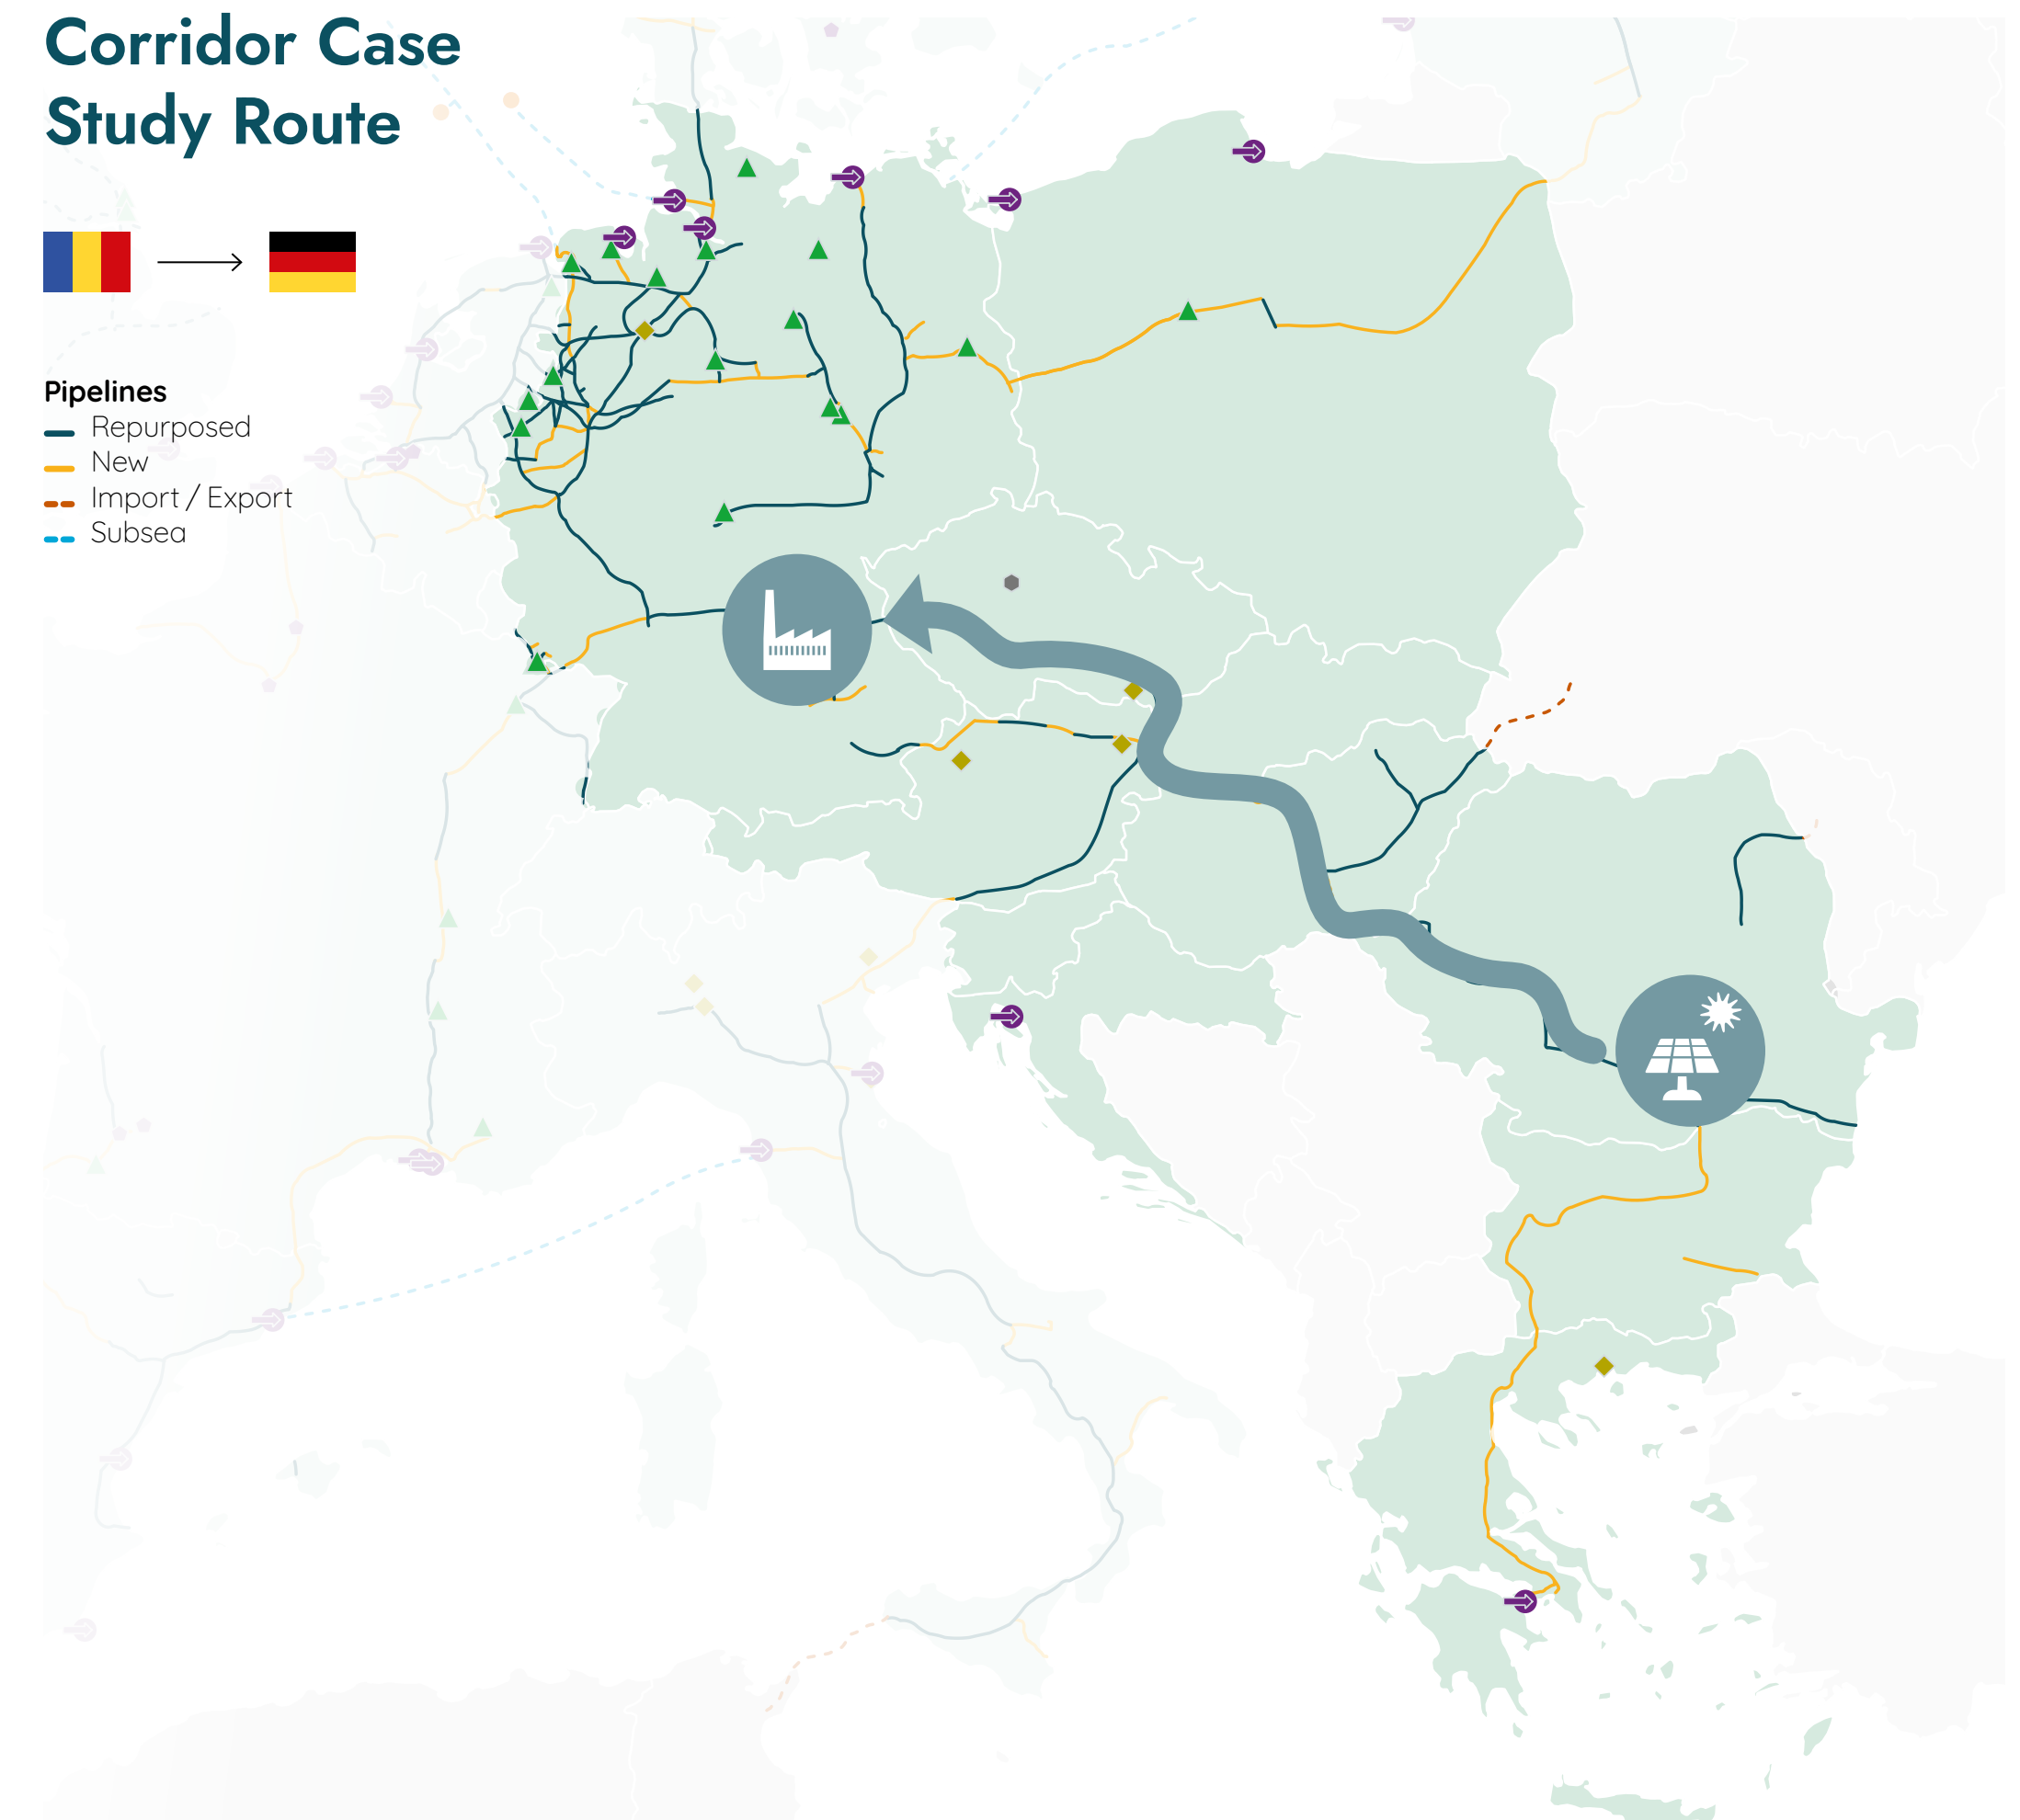 Corridor Case
Study Route
Pipelines
Repurposed
New
Import / Export
Subsea